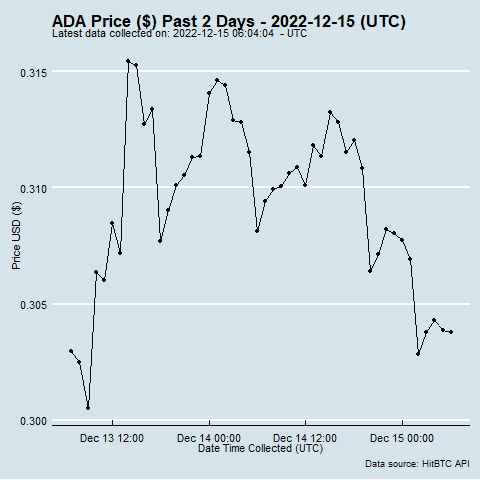 ADA Price ($) Past 2 Days - 2022-12-15 (UTC)
Latest data collected on: 2022-12-15 06:04:04 - UTC
0.315
0.310
0.305
0.300
Price USD ($)
Dec 13 12:00 Dec 14 00:00 Dec 14 12:00 Dec 15 00:00
Date Time Collected (UTC)
Data source: HitBTC API